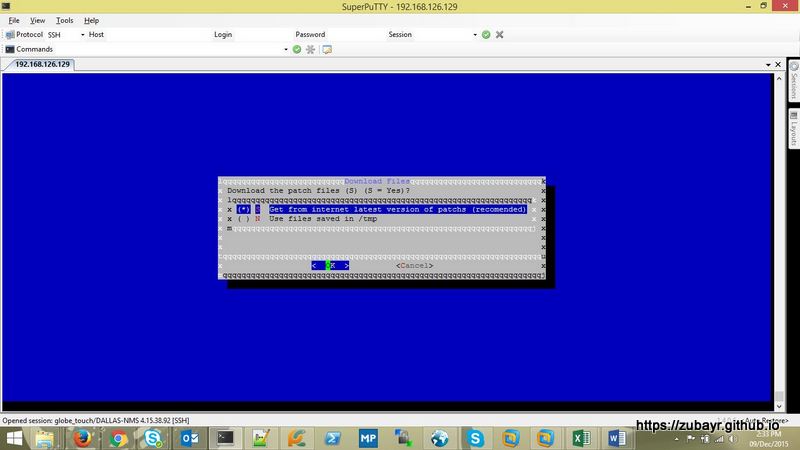 SuperPuTTY - 192.168.126.129
File View Tools Help
Protocol SSH Host Login Password Session
Commands
192.168.126.129
Sessions
Layouts
Download Files
Download the patch files (S) (S = Yes)?
x (*) S Get from internet latest version of patchs (recomended) x
x ( ) N Use files saved in /tmp x
< OK > <Cancel>
Opened session: globe_touch/DALLAS-NMS 4.15.38.92 [SSH]
<Auto Restore>
https://zubayr.github.io
MP
2:33 PM
09/Dec/2015